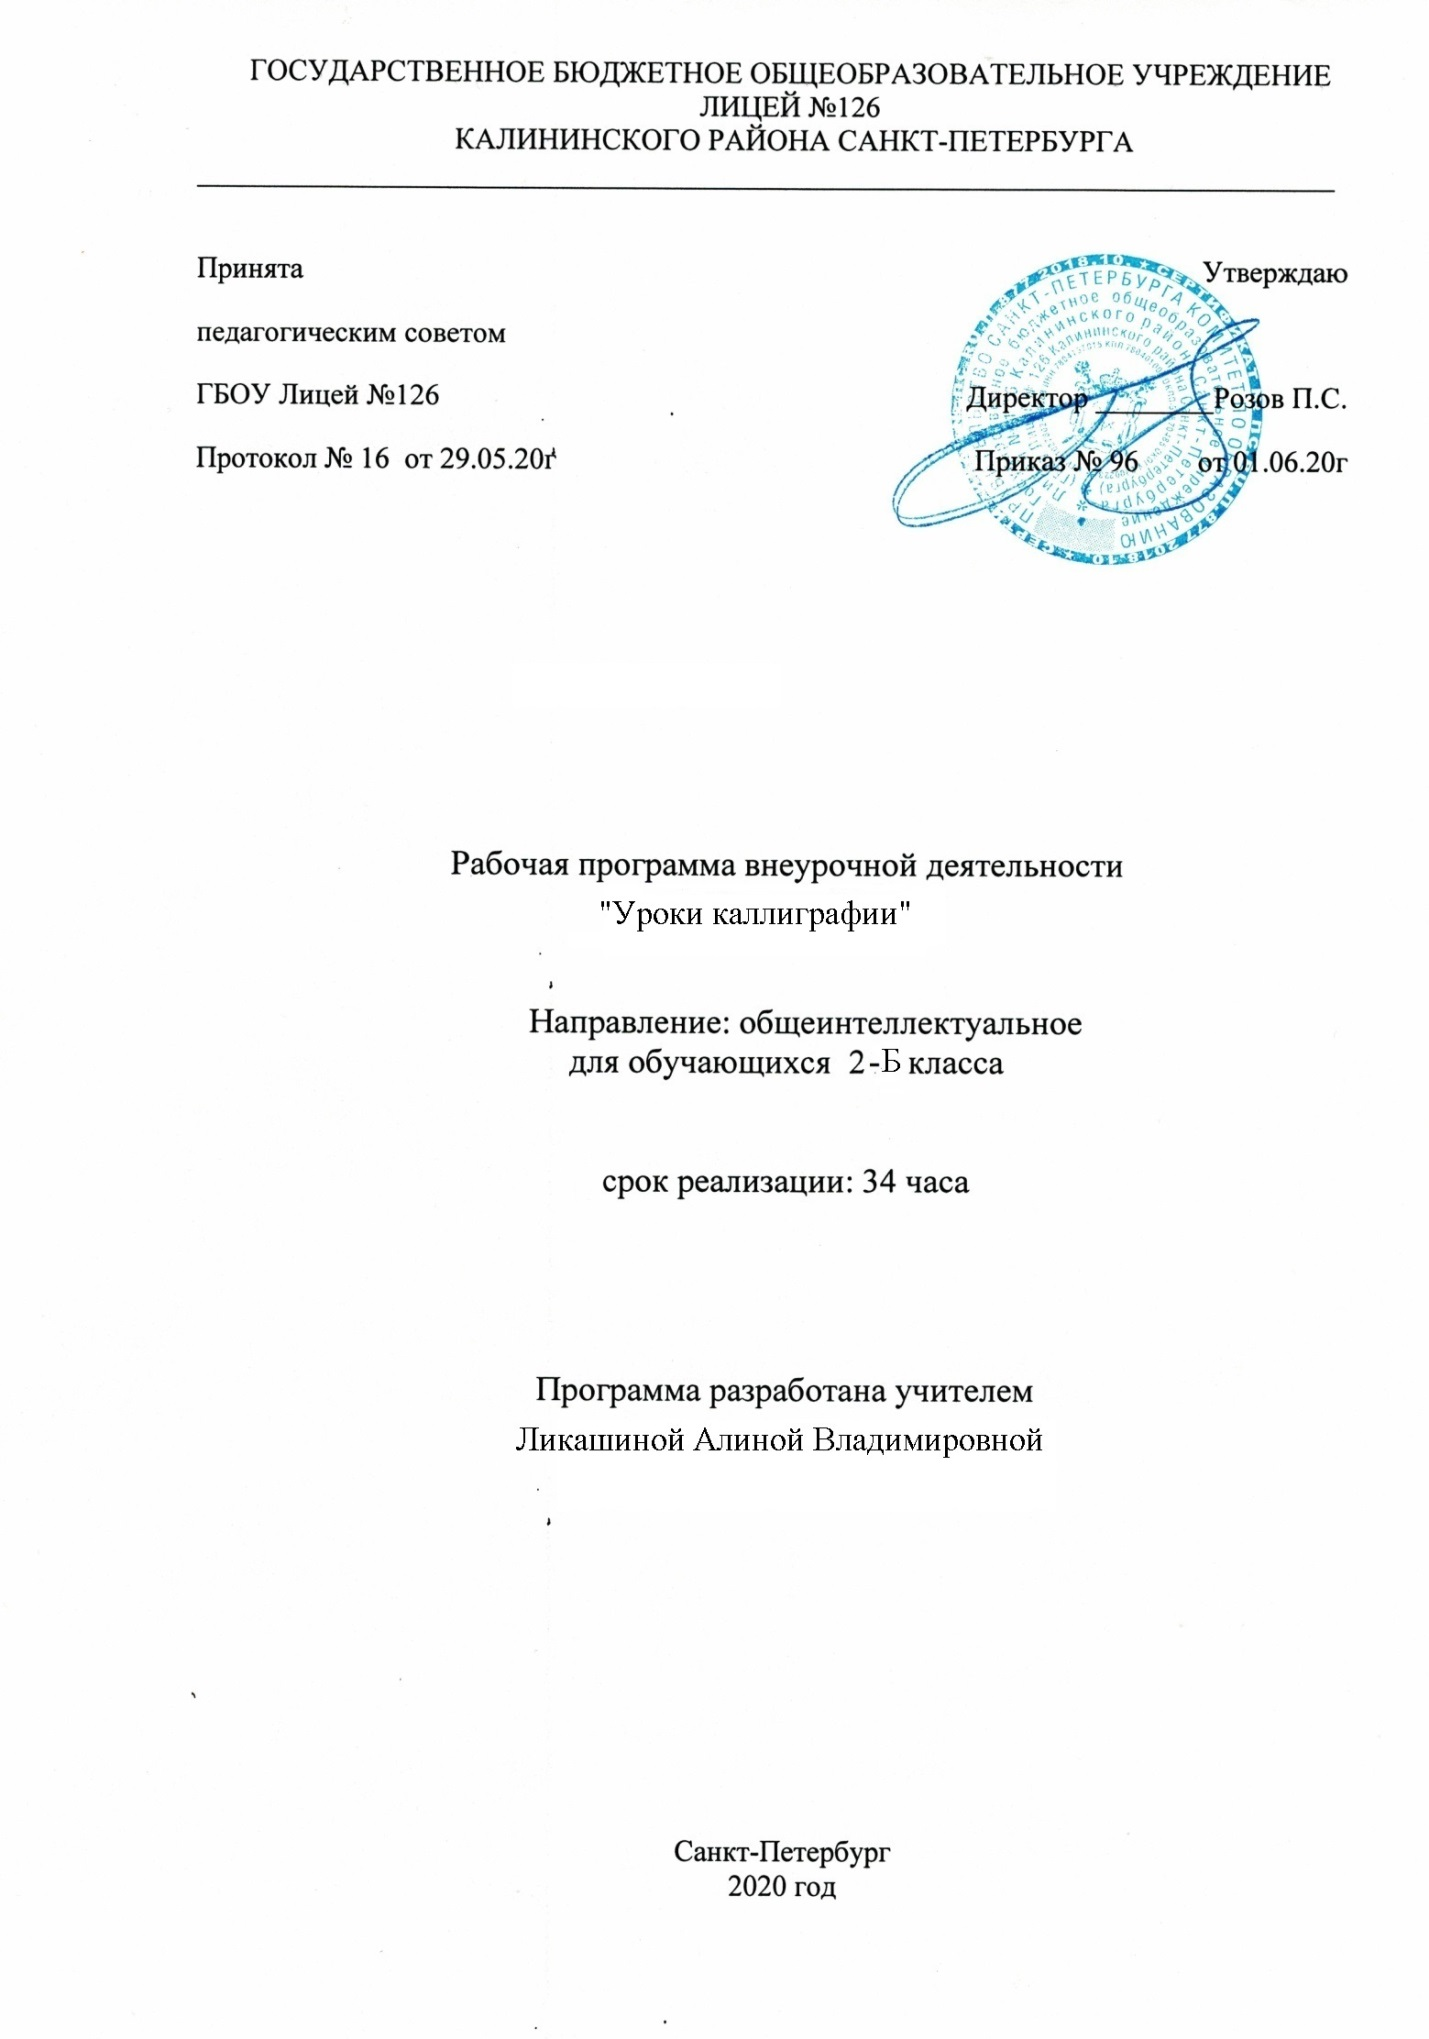 ГОСУДАРСТВЕННОЕ БЮДЖЕТНОЕ ОБЩЕОБРАЗОВАТЕЛЬНОЕ УЧРЕЖДЕНИЕ
ЛИЦЕЙ №126
КАЛИНИНСКОГО РАЙОНА САНКТ-ПЕТЕРБУРГА
Принята
Утверждаю
педагогическим советом
ГБОУ Лицей №126
Директор ________Розов П.С.
Протокол № 16 от 29.05.20г
Приказ № 96 от 01.06.20г
Рабочая программа внеурочной деятельности
"Уроки каллиграфии"
Направление: общеинтеллектуальное
для обучающихся 2-Б класса
срок реализации: 34 часа
Программа разработана учителем
Ликашиной Алиной Владимировной
Санкт-Петербург
2020 год